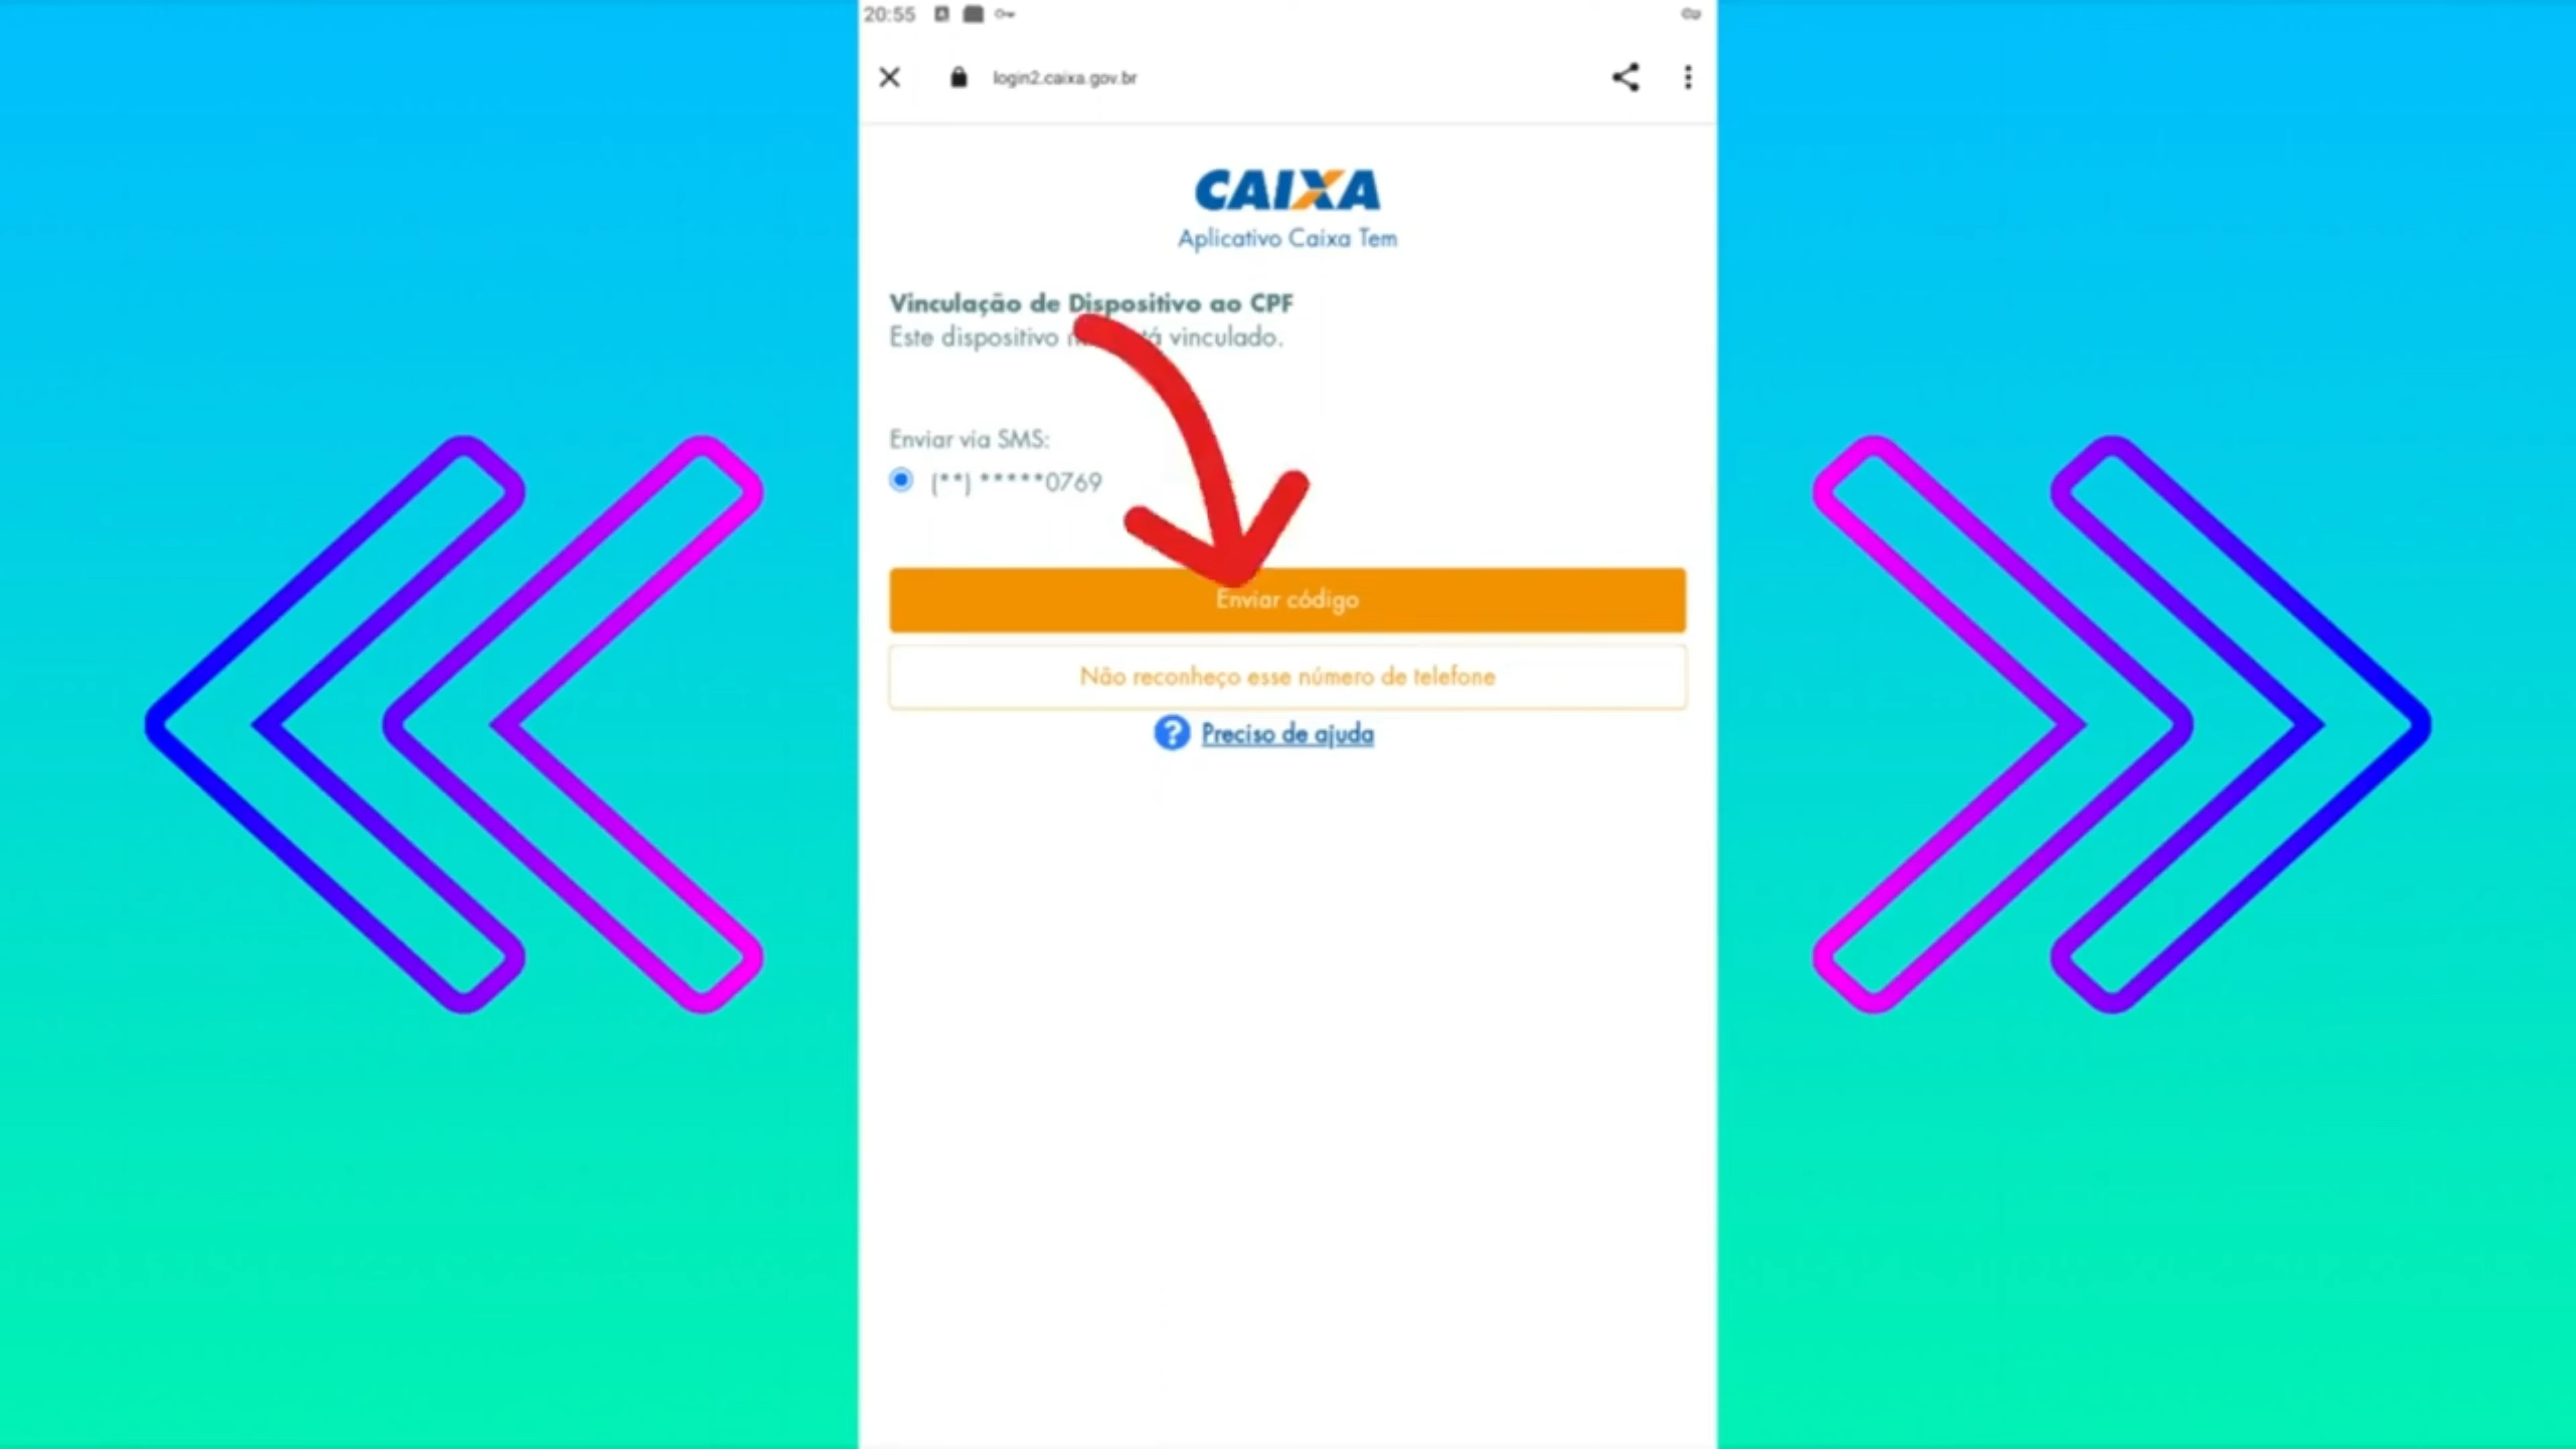 20:55
login2.caixa.gov.br
CAIXA
Aplicativo Caixa Tem
Vinculação de Dispositivo ao CPF
Este dispositivo vinculado.
Enviar via SMS:
(**) *****0769
Enviar código
Não reconheço esse número de telefone
Preciso de ajuda